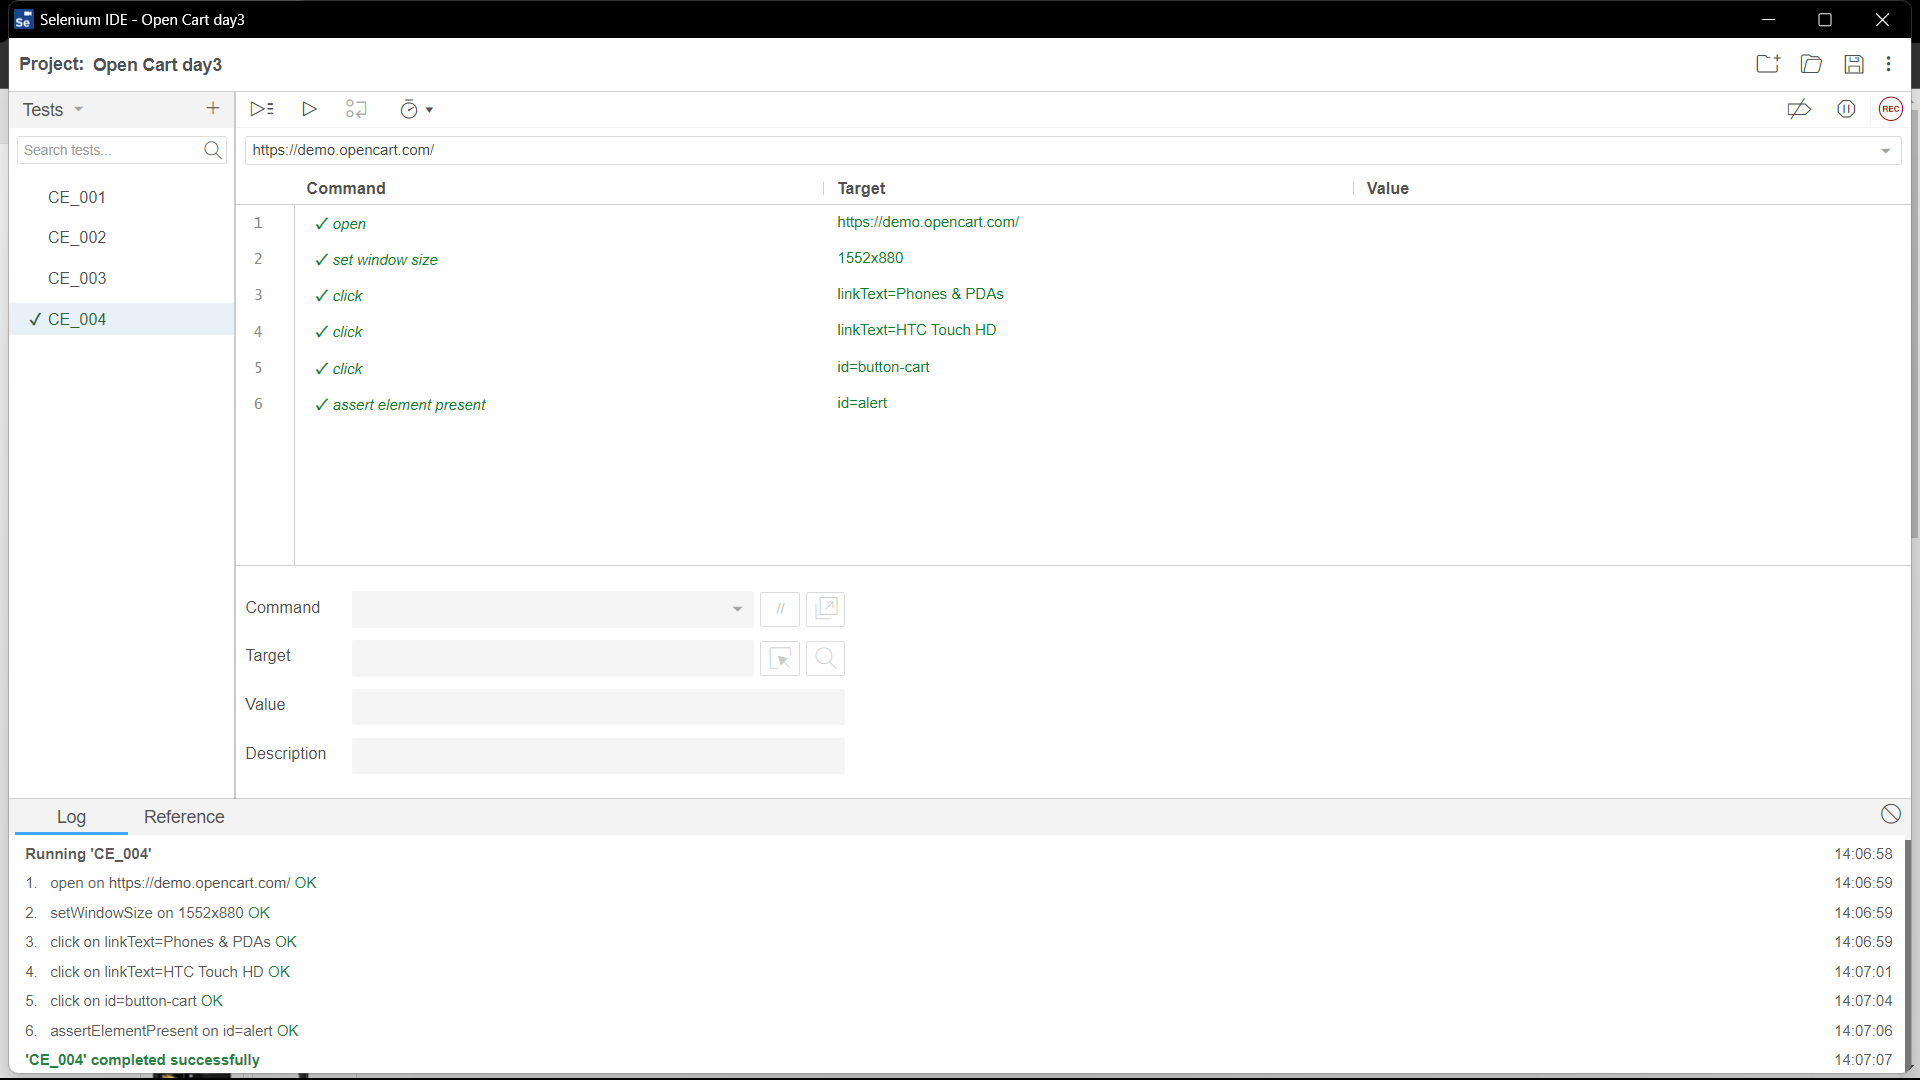 Se Selenium IDE - Open Cart day3
Project: Open Cart day3
Tests
Search tests...
CE_001
CE_002
CE_003
✓ CE_004
REC
https://demo.opencart.com/
Command Target Value
1 ✓ open https://demo.opencart.com/
2 ✓ set window size 1552x880
3 ✓ click linkText=Phones & PDAs
4 ✓ click linkText=HTC Touch HD
5 ✓ click id=button-cart
6 ✓ assert element present id=alert
Command //
Target
Value
Description
Log Reference
Running 'CE_004' 14:06:58
1. open on https://demo.opencart.com/ OK 14:06:59
2. setWindowSize on 1552x880 OK 14:06:59
3. click on linkText=Phones & PDAs OK 14:06:59
4. click on linkText=HTC Touch HD OK 14:07:01
5. click on id=button-cart OK 14:07:04
6. assertElementPresent on id=alert OK 14:07:06
'CE_004' completed successfully 14:07:07